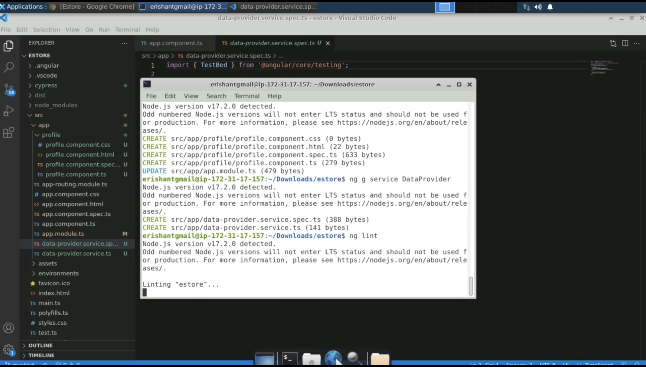 Applications : [Estore - Google Chrome] erishantgmail@ip-172-3... data-provider.service.sp...
data-provider.service.spec.ts - estore - Visual Studio Code
File Edit Selection View Go Run Terminal Help
EXPLORER ...
app.component.ts
data-provider.service.spec.ts U
src > app > data-provider.service.spec.ts > ...
1 import { TestBed } from '@angular/core/testing';
2
ESTORE
.angular
.vscode
cypress
dist
node_modules
src
app
profile
profile.component.css U
profile.component.html U
profile.component.spec... U
profile.component.ts U
app-routing.module.ts
app.component.css
app.component.html
app.component.spec.ts
app.component.ts
app.module.ts M
data-provider.service.sp... U
data-provider.service.ts U
assets
environments
favicon.ico
index.html
main.ts
polyfills.ts
styles.css
test.ts
OUTLINE
TIMELINE
erishantgmail@ip-172-31-17-157: ~/Downloads/estore
File Edit View Search Terminal Help
Node.js version v17.2.0 detected.
Odd numbered Node.js versions will not enter LTS status and should not be used f
or production. For more information, please see https://nodejs.org/en/about/rele
ases/.
CREATE src/app/profile/profile.component.css (0 bytes)
CREATE src/app/profile/profile.component.html (22 bytes)
CREATE src/app/profile/profile.component.spec.ts (633 bytes)
CREATE src/app/profile/profile.component.ts (279 bytes)
UPDATE src/app/app.module.ts (479 bytes)
erishantgmail@ip-172-31-17-157:~/Downloads/estore$ ng g service DataProvider
Node.js version v17.2.0 detected.
Odd numbered Node.js versions will not enter LTS status and should not be used f
or production. For more information, please see https://nodejs.org/en/about/rele
ases/.
CREATE src/app/data-provider.service.spec.ts (388 bytes)
CREATE src/app/data-provider.service.ts (141 bytes)
erishantgmail@ip-172-31-17-157:~/Downloads/estore$ ng lint
Node.js version v17.2.0 detected.
Odd numbered Node.js versions will not enter LTS status and should not be used f
or production. For more information, please see https://nodejs.org/en/about/rele
ases/.
Linting "estore"...